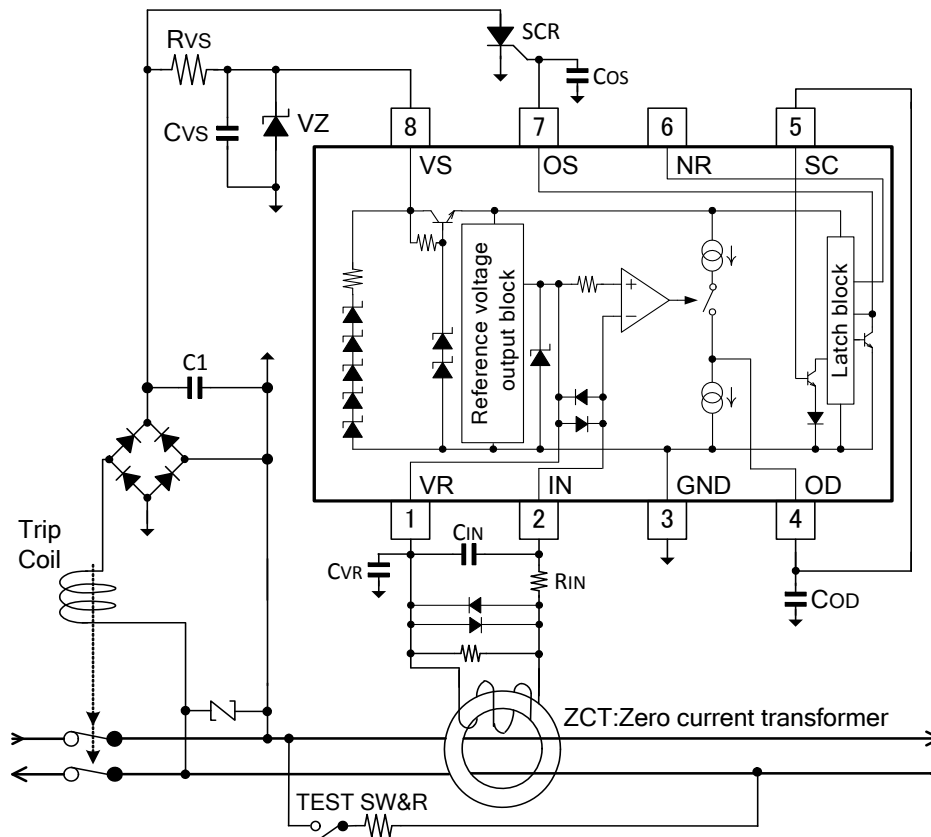 SCR
RVS
COS
CVS
VZ
8
7
6
5
VS
OS
NR
SC
Reference voltage
output block
Latch block
C1
VR
IN
GND
OD
1
2
3
4
Trip
Coil
CIN
CVR
RIN
COD
ZCT:Zero current transformer
TEST SW&R